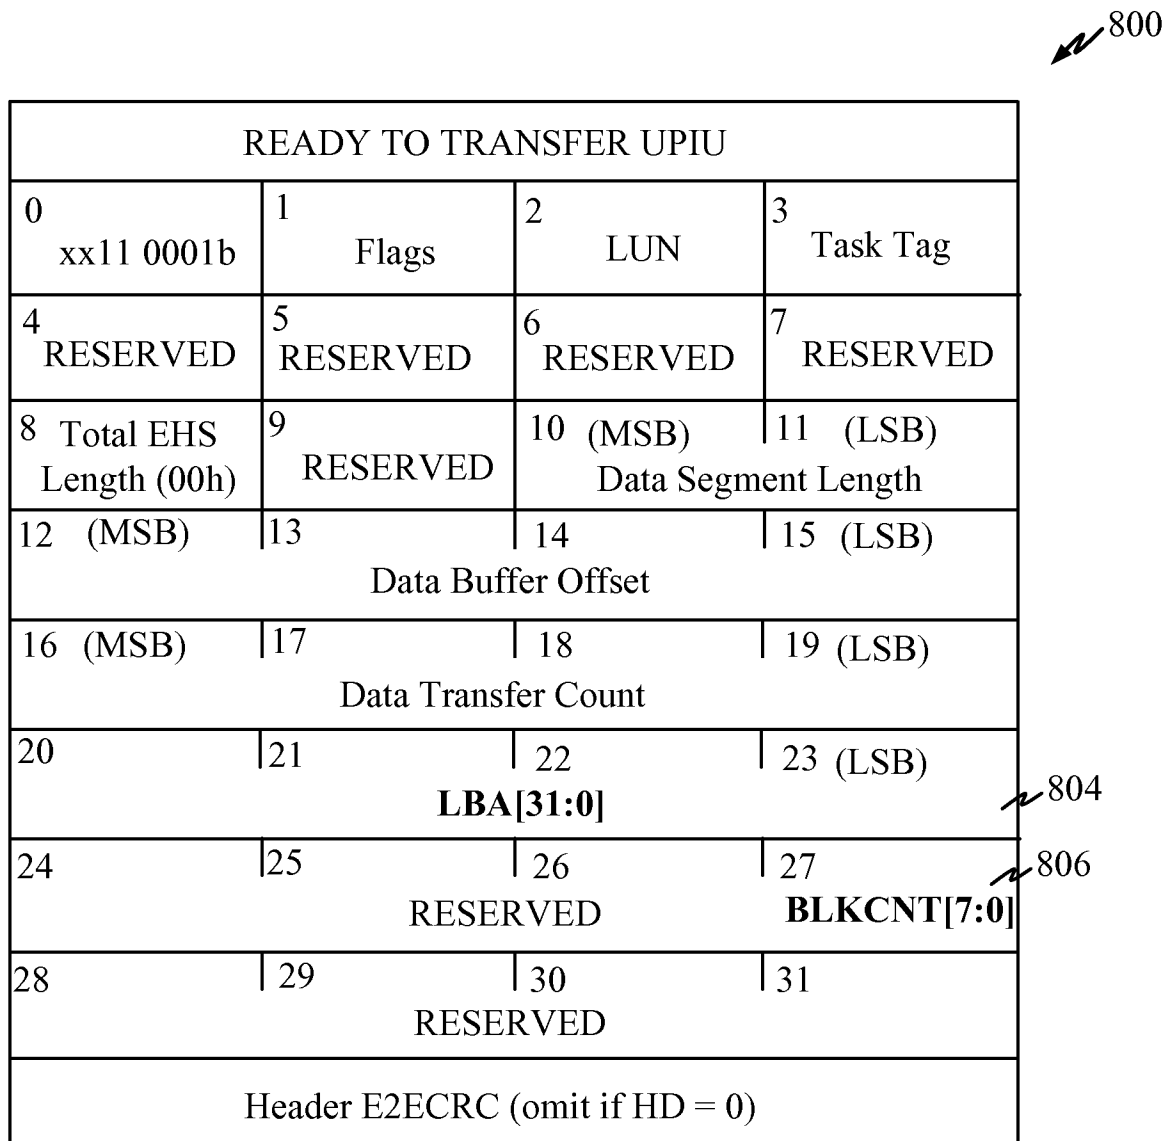 800
READY TO TRANSFER UPIU
0 1 2 3
xx11 0001b Flags LUN Task Tag
4 5 6 7
RESERVED RESERVED RESERVED RESERVED
8 Total EHS 9 10 (MSB) 11 (LSB)
Length (00h) RESERVED Data Segment Length
12 (MSB) 13 14 15 (LSB)
Data Buffer Offset
16 (MSB) 17 18 19 (LSB)
Data Transfer Count
20 21 22 23 (LSB)
LBA[31:0] 804
24 25 26 27 806
RESERVED BLKCNT[7:0]
28 29 30 31
RESERVED
Header E2ECRC (omit if HD = 0)